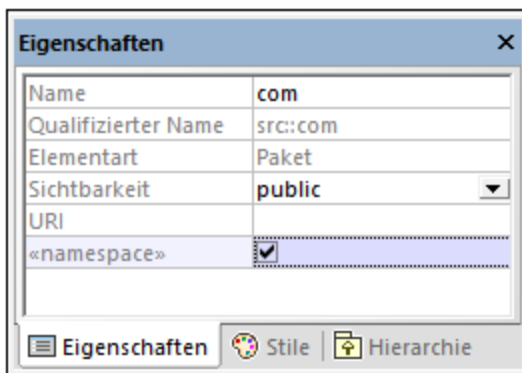 Eigenschaften
Name com
Qualifizierter Name src::com
Elementart Paket
Sichtbarkeit public
URI
«namespace»
Eigenschaften Stile Hierarchie